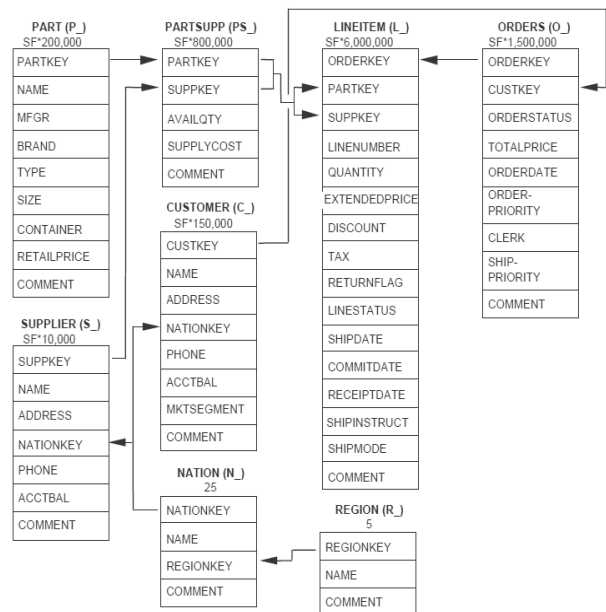 PART (P_)
SF*200,000
PARTKEY
NAME
MFGR
BRAND
TYPE
SIZE
CONTAINER
RETAILPRICE
COMMENT
SUPPLIER (S_)
SF*10,000
SUPPKEY
NAME
ADDRESS
NATIONKEY
PHONE
ACCTBAL
COMMENT
PARTSUPP (PS_)
SF*800,000
PARTKEY
SUPPKEY
AVAILQTY
SUPPLYCOST
COMMENT
CUSTOMER (C_)
SF*150,000
CUSTKEY
NAME
ADDRESS
NATIONKEY
PHONE
ACCTBAL
MKTSEGMENT
COMMENT
NATION (N_)
25
NATIONKEY
NAME
REGIONKEY
COMMENT
LINEITEM (L_)
SF*6,000,000
ORDERKEY
PARTKEY
SUPPKEY
LINENUMBER
QUANTITY
EXTENDEDPRICE
DISCOUNT
TAX
RETURNFLAG
LINESTATUS
SHIPDATE
COMMITDATE
RECEIPTDATE
SHIPINSTRUCT
SHIPMODE
COMMENT
REGION (R_)
5
REGIONKEY
NAME
COMMENT
ORDERS (O_)
SF*1,500,000
ORDERKEY
CUSTKEY
ORDERSTATUS
TOTALPRICE
ORDERDATE
ORDER-
PRIORITY
CLERK
SHIP-
PRIORITY
COMMENT